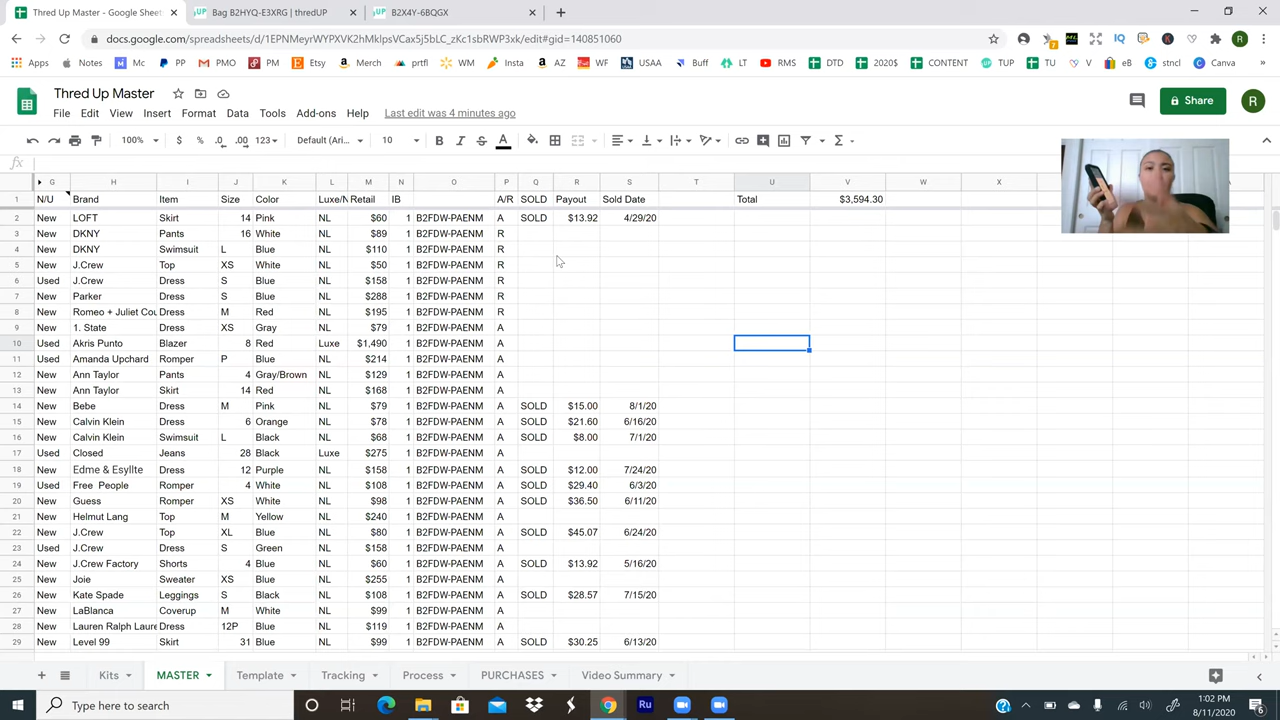 Thred Up Master - Google Sheet
Bag B2HYQ-E3XRG | thredUP
B2X4Y-6BQGX
docs.google.com/spreadsheets/d/1EPNMeyrWYPXVK2hMklpsVCax5j5bLC_zKc1sbRWP3xk/edit#gid=140851060
Apps Notes Mc PP PMO PM Etsy Merch prtfl WM Insta AZ WF USAA Buff LT RMS DTD 2020$ CONTENT TUP TU V eB stncl Canva
Thred Up Master
File Edit View Insert Format Data Tools Add-ons Help Last edit was 4 minutes ago
Share
R
100% $ % .0 .00 123 Default (Ari... 10 B I S A
fx
G H I J K L M N O P Q R S T U V W X Y Z
1 N/U Brand Item Size Color Luxe/N Retail IB A/R SOLD Payout Sold Date Total $3,594.30
2 New LOFT Skirt 14 Pink NL $60 1 B2FDW-PAENM A SOLD $13.92 4/29/20
3 New DKNY Pants 16 White NL $89 1 B2FDW-PAENM R
4 New DKNY Swimsuit L Blue NL $110 1 B2FDW-PAENM R
5 New J.Crew Top XS White NL $50 1 B2FDW-PAENM R
6 Used J.Crew Dress S Blue NL $158 1 B2FDW-PAENM R
7 New Parker Dress S Blue NL $288 1 B2FDW-PAENM R
8 New Romeo + Juliet Cou Dress M Red NL $195 1 B2FDW-PAENM R
9 New 1. State Dress XS Gray NL $79 1 B2FDW-PAENM A
10 Used Akris Punto Blazer 8 Red Luxe $1,490 1 B2FDW-PAENM A
11 Used Amanda Upchard Romper P Blue NL $214 1 B2FDW-PAENM A
12 New Ann Taylor Pants 4 Gray/Brown NL $129 1 B2FDW-PAENM A
13 New Ann Taylor Skirt 14 Red NL $168 1 B2FDW-PAENM A
14 New Bebe Dress M Pink NL $79 1 B2FDW-PAENM A SOLD $15.00 8/1/20
15 New Calvin Klein Dress 6 Orange NL $78 1 B2FDW-PAENM A SOLD $21.60 6/16/20
16 New Calvin Klein Swimsuit L Black NL $68 1 B2FDW-PAENM A SOLD $8.00 7/1/20
17 Used Closed Jeans 28 Black Luxe $275 1 B2FDW-PAENM A
18 New Edme & Esyllte Dress 12 Purple NL $158 1 B2FDW-PAENM A SOLD $12.00 7/24/20
19 Used Free People Romper 4 White NL $108 1 B2FDW-PAENM A SOLD $29.40 6/3/20
20 New Guess Romper XS White NL $98 1 B2FDW-PAENM A SOLD $36.50 6/11/20
21 New Helmut Lang Top M Yellow NL $240 1 B2FDW-PAENM A
22 New J.Crew Top XL Blue NL $80 1 B2FDW-PAENM A SOLD $45.07 6/24/20
23 Used J.Crew Dress S Green NL $158 1 B2FDW-PAENM A
24 New J.Crew Factory Shorts 4 Blue NL $60 1 B2FDW-PAENM A SOLD $13.92 5/16/20
25 New Joie Sweater XS Blue NL $255 1 B2FDW-PAENM A
26 New Kate Spade Leggings S Black NL $108 1 B2FDW-PAENM A SOLD $28.57 7/15/20
27 New LaBlanca Coverup M White NL $99 1 B2FDW-PAENM A
28 New Lauren Ralph Laure Dress 12P Blue NL $119 1 B2FDW-PAENM A
29 New Level 99 Skirt 31 Blue NL $99 1 B2FDW-PAENM A SOLD $30.25 6/13/20
Kits MASTER Template Tracking Process PURCHASES Video Summary
Type here to search
Ru
1:02 PM
8/11/2020